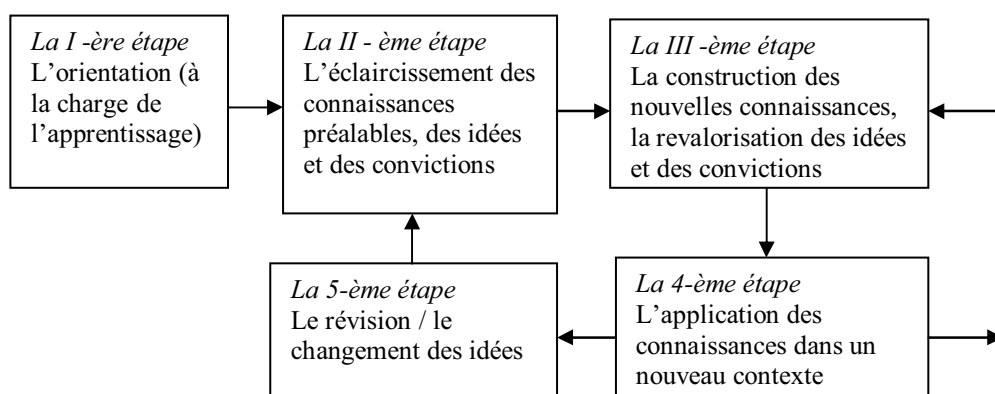 La I -ère étape
L’orientation (à
la charge de
l’apprentissage)
La II - ème étape
L’éclaircissement des
connaissances
préalables, des idées
et des convictions
La III -ème étape
La construction des
nouvelles connaissances,
la revalorisation des idées
et des convictions
La 5-ème étape
Le révision / le
changement des idées
La 4-ème étape
L’application des
connaissances dans un
nouveau contexte